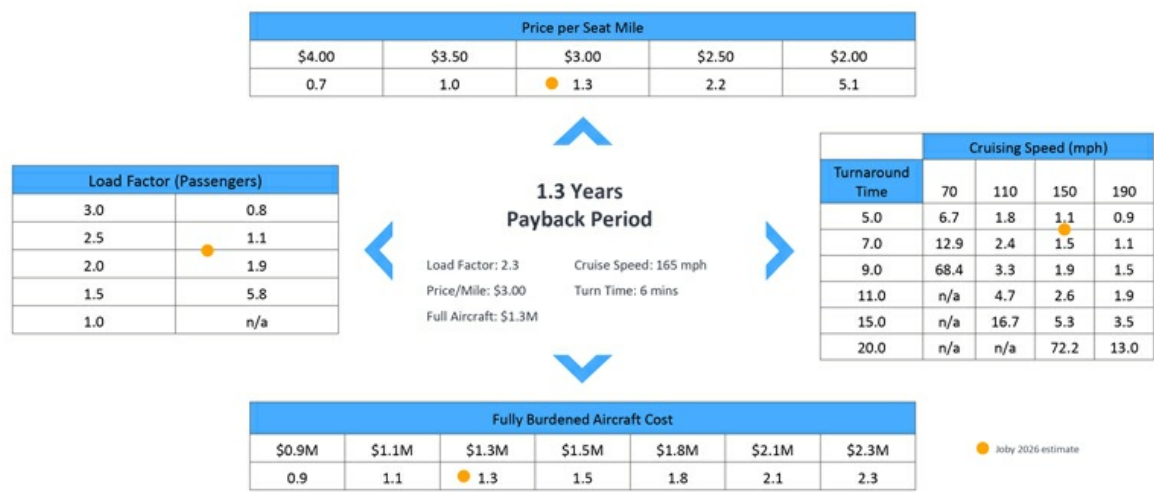 Price per Seat Mile
$4.00 $3.50 $3.00 $2.50 $2.00
0.7 1.0 1.3 2.2 5.1
Load Factor (Passengers)
3.0 0.8
2.5 1.1
2.0 1.9
1.5 5.8
1.0 n/a
1.3 Years
Payback Period
Load Factor: 2.3 Cruise Speed: 165 mph
Price/Mile: $3.00 Turn Time: 6 mins
Full Aircraft: $1.3M
Cruising Speed (mph)
Turnaround
Time 70 110 150 190
5.0 6.7 1.8 1.1 0.9
7.0 12.9 2.4 1.5 1.1
9.0 68.4 3.3 1.9 1.5
11.0 n/a 4.7 2.6 1.9
15.0 n/a 16.7 5.3 3.5
20.0 n/a n/a 72.2 13.0
Fully Burdened Aircraft Cost
$0.9M $1.1M $1.3M $1.5M $1.8M $2.1M $2.3M
0.9 1.1 1.3 1.5 1.8 2.1 2.3
Joby 2026 estimate